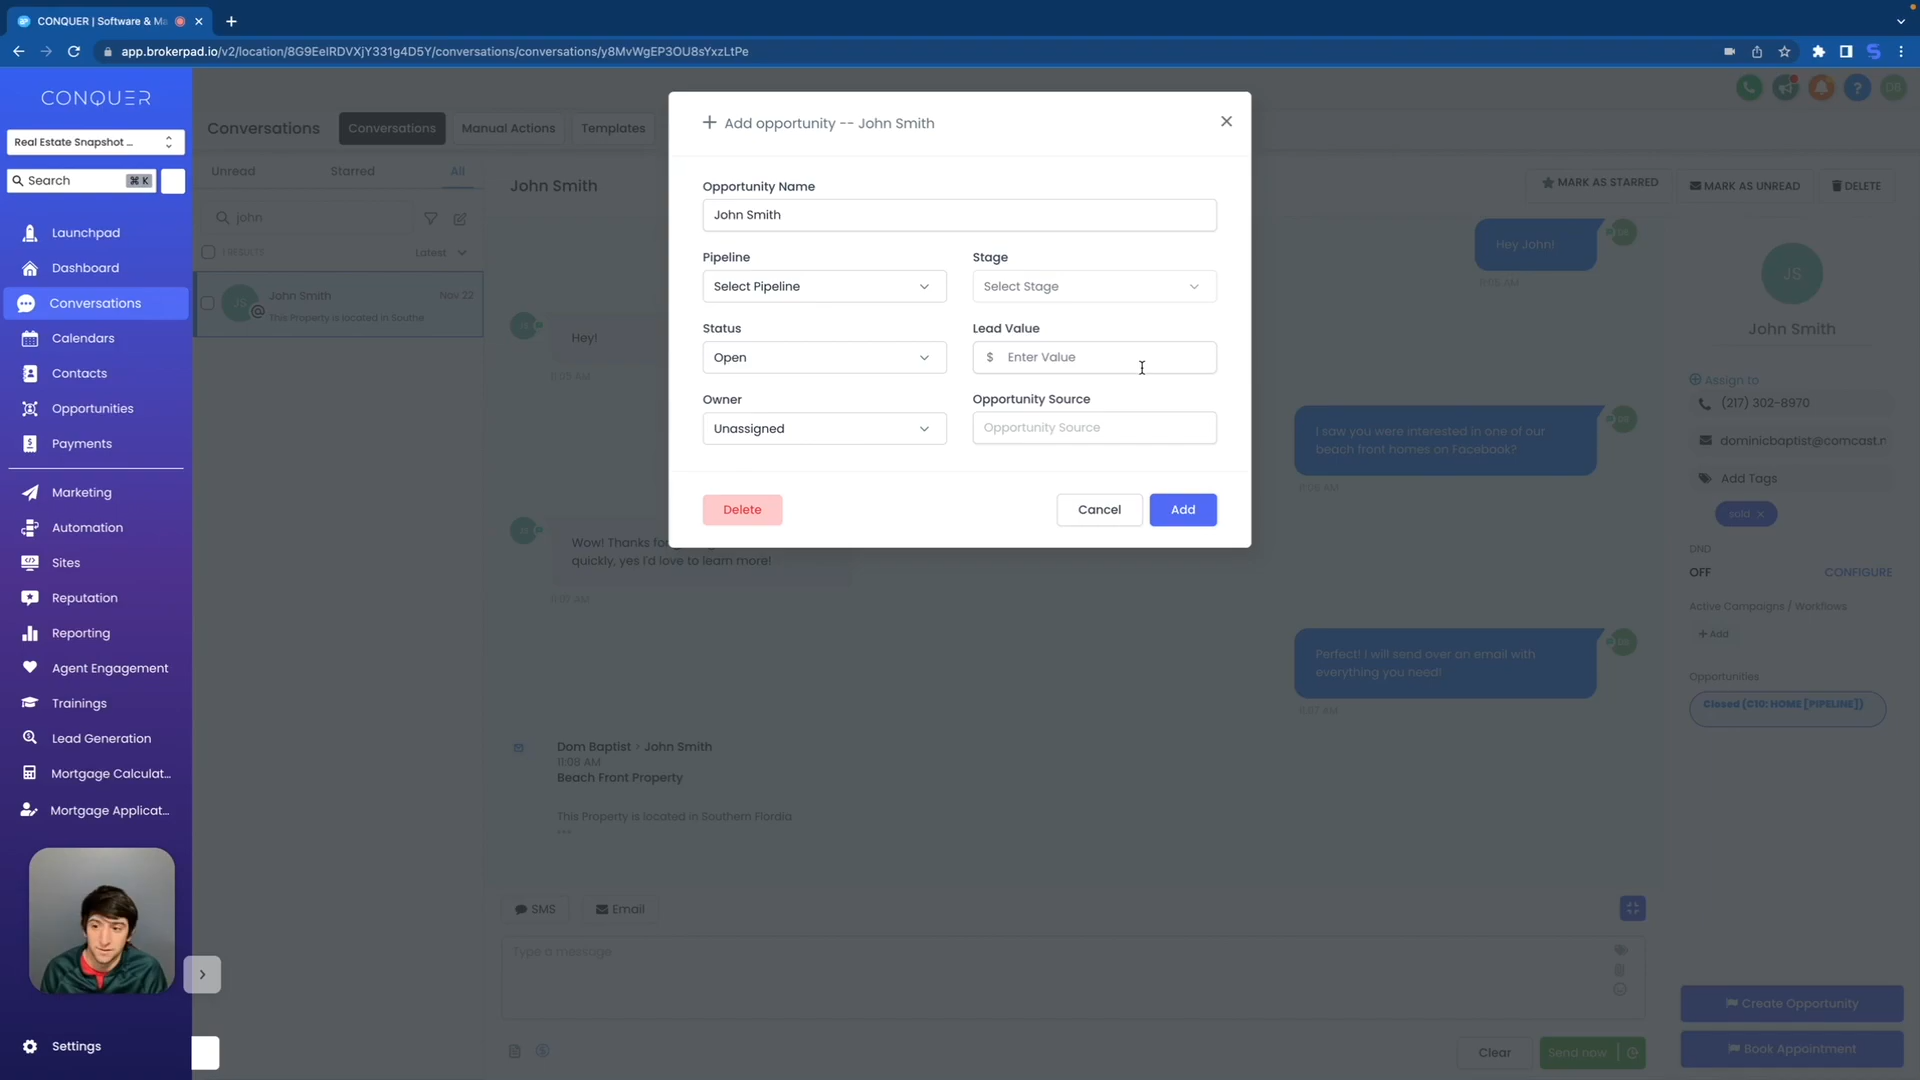 CONQUER | Software & Ma
app.brokerpad.io/v2/location/8G9EelRDVXjY331g4D5Y/conversations/conversations/y8MvWgEP3OU8sYxzLtPe
CONQUER
Real Estate Snapshot ...
Search
⌘ K
Launchpad
Dashboard
Conversations
Calendars
Contacts
Opportunities
Payments
Marketing
Automation
Sites
Reputation
Reporting
Agent Engagement
Trainings
Lead Generation
Mortgage Calculat...
Mortgage Applicat...
Settings
Conversations
Conversations
Manual Actions
Templates
Unread
Starred
All
john
1 RESULTS
Latest
JS
John Smith
Nov 22
This Property is located in Southe
John Smith
MARK AS STARRED
MARK AS UNREAD
DELETE
+ Add opportunity -- John Smith
Opportunity Name
John Smith
Pipeline
Stage
Select Pipeline
Select Stage
Status
Lead Value
Open
$ Enter Value
Owner
Opportunity Source
Unassigned
Opportunity Source
Delete
Cancel
Add
Hey John!
11:05 AM
Hey!
11:05 AM
I saw you were interested in one of our
beach front homes on Facebook?
11:06 AM
Wow! Thanks for
quickly, yes I'd love to learn more!
11:07 AM
Perfect! I will send over an email with
everything you need!
11:07 AM
Dom Baptist > John Smith
11:08 AM
Beach Front Property
This Property is located in Southern Flordia
SMS
Email
Type a message
Clear
Send now
DB
JS
John Smith
Assign to
(217) 302-8970
dominicbaptist@comcast.n
Add Tags
sold ×
DND
OFF
CONFIGURE
Active Campaigns / Workflows
+ Add
Opportunities
Closed (C10: HOME [PIPELINE])
Create Opportunity
Book Appointment